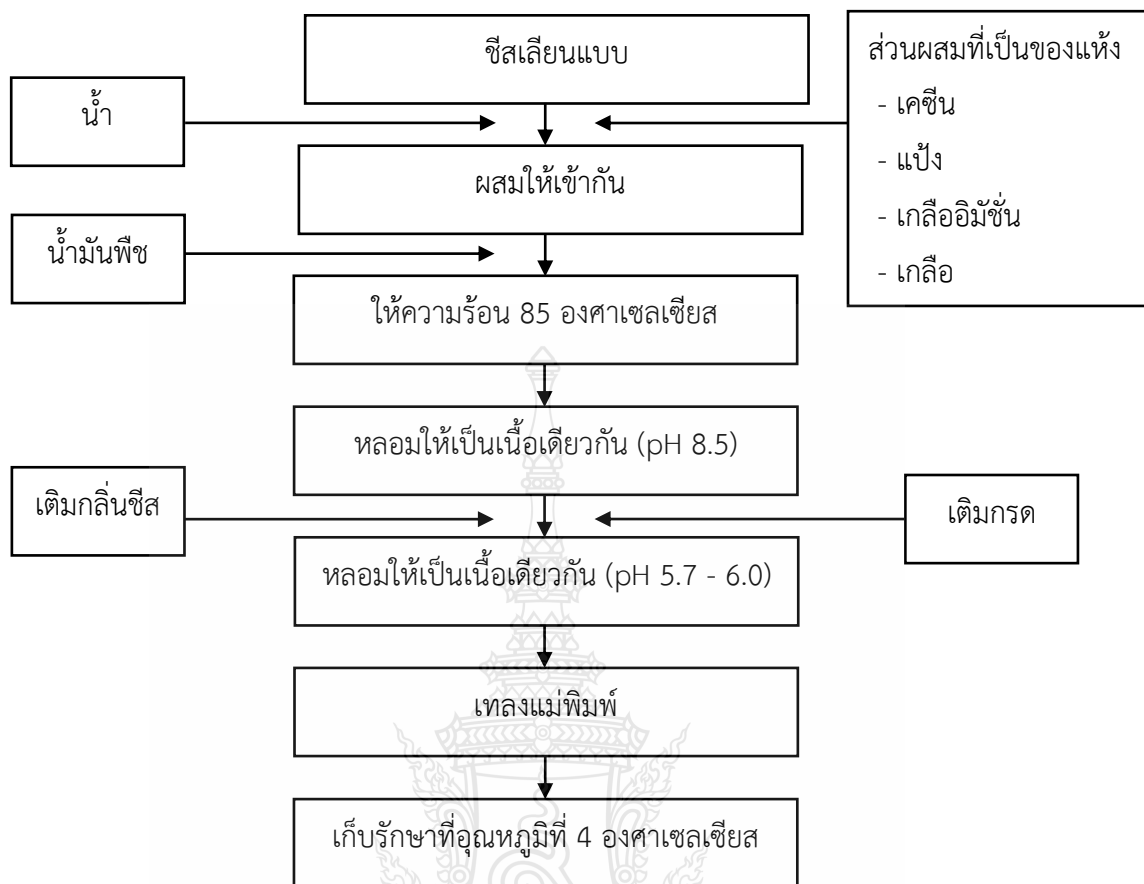 ชีสเลียนแบบ
ส่วนผสมที่เป็นของแห้ง
- เคซีน
- แป้ง
- เกลืออิมัชั่น
- เกลือ
น้ำ
ผสมให้เข้ากัน
น้ำมันพืช
ให้ความร้อน 85 องศาเซลเซียส
หลอมให้เป็นเนื้อเดียวกัน (pH 8.5)
เติมกลิ่นชีส
เติมกรด
หลอมให้เป็นเนื้อเดียวกัน (pH 5.7 - 6.0)
เทลงแม่พิมพ์
เก็บรักษาที่อุณหภูมิที่ 4 องศาเซลเซียส